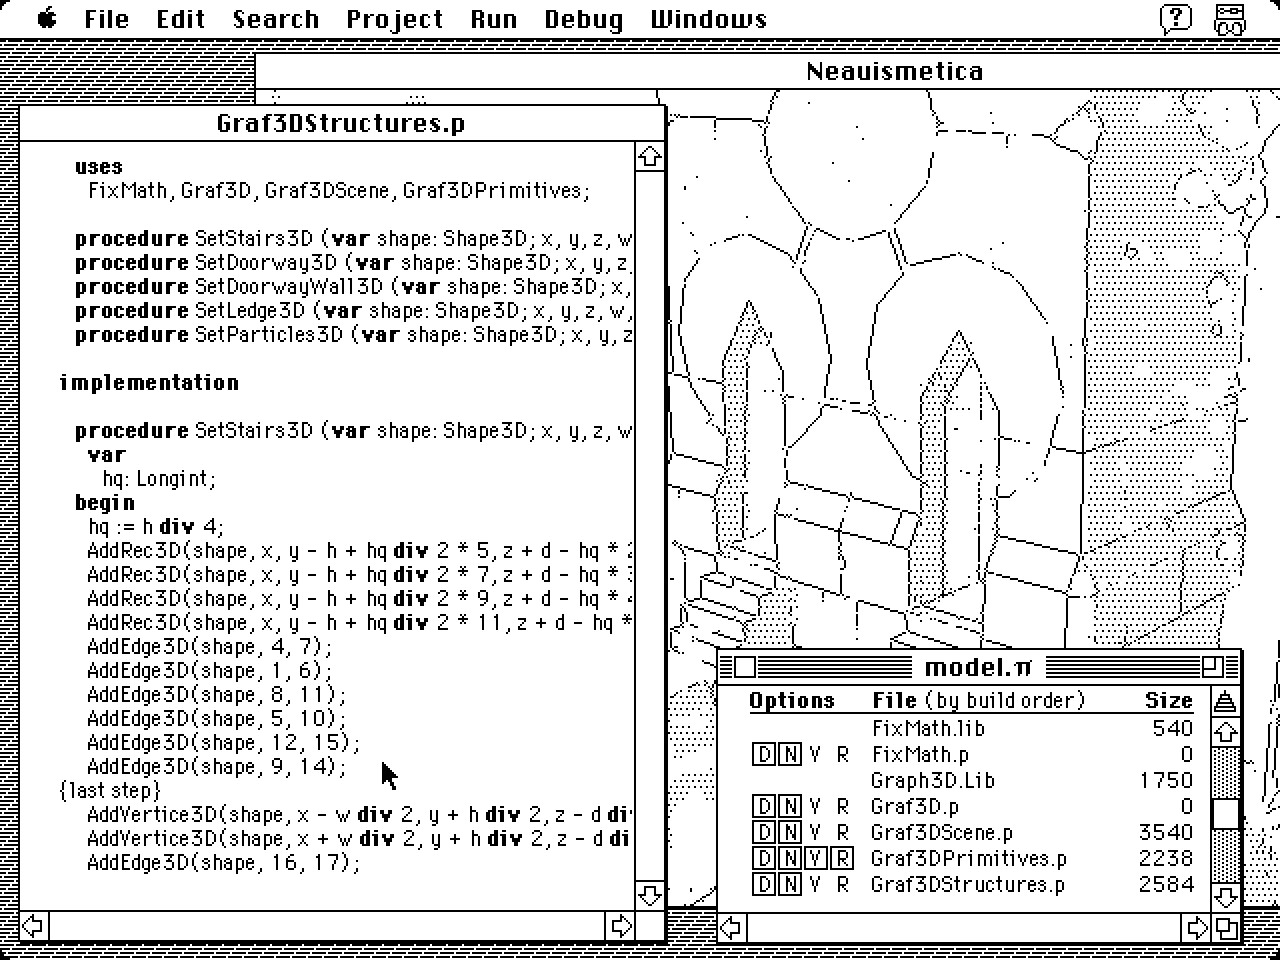 File Edit Search Project Run Debug Windows
Neauismetica
Graf3DStructures.p
uses
FixMath, Graf3D, Graf3DScene, Graf3DPrimitives;
procedure SetStairs3D (var shape: Shape3D; x, y, z, w
procedure SetDoorway3D (var shape: Shape3D; x, y, z
procedure SetDoorwayWall3D (var shape: Shape3D; x,
procedure SetLedge3D (var shape: Shape3D; x, y, z, w,
procedure SetParticles3D (var shape: Shape3D; x, y, z
implementation
procedure SetStairs3D (var shape: Shape3D; x, y, z, w
var
hq: Longint;
begin
hq := h div 4;
AddRec3D(shape, x, y - h + hq div 2 * 5, z + d - hq * 2
AddRec3D(shape, x, y - h + hq div 2 * 7, z + d - hq * 3
AddRec3D(shape, x, y - h + hq div 2 * 9, z + d - hq * 4
AddRec3D(shape, x, y - h + hq div 2 * 11, z + d - hq *
AddEdge3D(shape, 4, 7);
AddEdge3D(shape, 1, 6);
AddEdge3D(shape, 8, 11);
AddEdge3D(shape, 5, 10);
AddEdge3D(shape, 12, 15);
AddEdge3D(shape, 9, 14);
{last step}
AddVertice3D(shape, x - w div 2, y + h div 2, z - d div
AddVertice3D(shape, x + w div 2, y + h div 2, z - d di
AddEdge3D(shape, 16, 17);
model.π
Options File (by build order) Size
FixMath.lib 540
D N V R FixMath.p 0
Graph3D.Lib 1750
D N V R Graf3D.p 0
D N V R Graf3DScene.p 3540
D N V R Graf3DPrimitives.p 2238
D N V R Graf3DStructures.p 2584